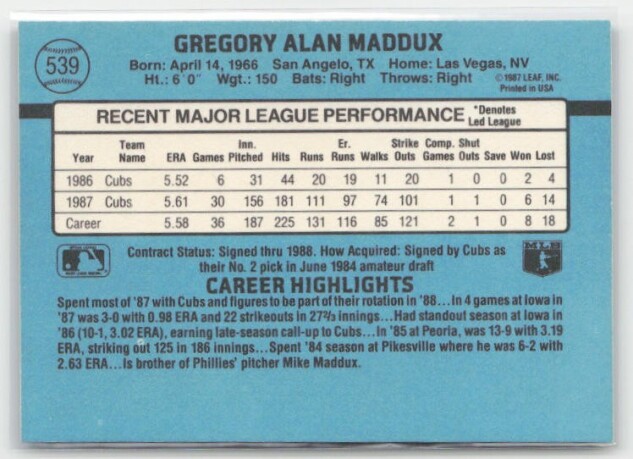 539
GREGORY ALAN MADDUX
Born: April 14, 1966 San Angelo, TX Home: Las Vegas, NV
Ht.: 6´0˝ Wgt.: 150 Bats: Right Throws: Right
©1987 LEAF, INC.
Printed in USA
RECENT MAJOR LEAGUE PERFORMANCE *Denotes Led League
Year Team Name ERA Games Inn. Pitched Hits Runs Er. Runs Walks Strike Outs Comp. Games Shut Outs Save Won Lost
1986 Cubs 5.52 6 31 44 20 19 11 20 1 0 0 2 4
1987 Cubs 5.61 30 156 181 111 97 74 101 1 1 0 6 14
Career 5.58 36 187 225 131 116 85 121 2 1 0 8 18
Contract Status: Signed thru 1988. How Acquired: Signed by Cubs as
their No. 2 pick in June 1984 amateur draft
MLB
CAREER HIGHLIGHTS
Spent most of '87 with Cubs and figures to be part of their rotation in '88...In 4 games at Iowa in
'87 was 3-0 with 0.98 ERA and 22 strikeouts in 27⅔ innings...Had standout season at Iowa in
'86 (10-1, 3.02 ERA), earning late-season call-up to Cubs...In '85 at Peoria, was 13-9 with 3.19
ERA, striking out 125 in 186 innings...Spent '84 season at Pikesville where he was 6-2 with
2.63 ERA...is brother of Phillies' pitcher Mike Maddux.